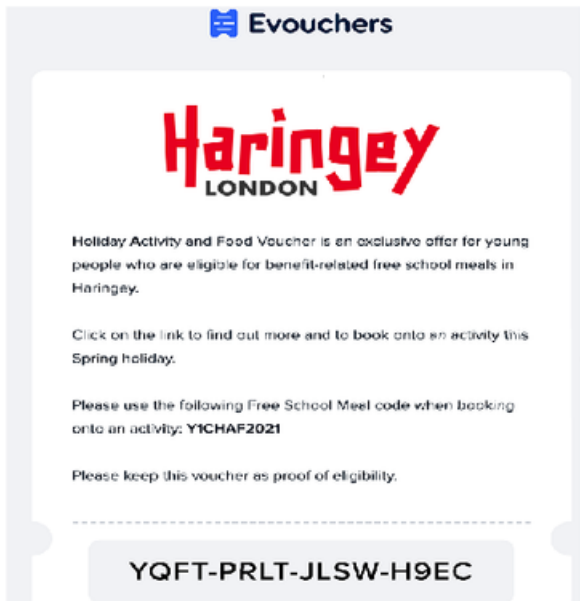 Evouchers
Haringey
LONDON
Holiday Activity and Food Voucher is an exclusive offer for young
people who are eligible for benefit-related free school meals in
Haringey.
Click on the link to find out more and to book onto an activity this
Spring holiday.
Please use the following Free School Meal code when booking
onto an activity: Y1CHAF2021
Please keep this voucher as proof of eligibility.
YQFT-PRLT-JLSW-H9EC